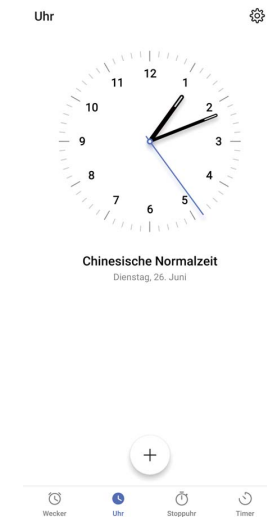 Uhr
12
1
2
3
4
5
6
7
8
9
10
11
Chinesische Normalzeit
Dienstag, 26. Juni
+
Wecker
Uhr
Stoppuhr
Timer